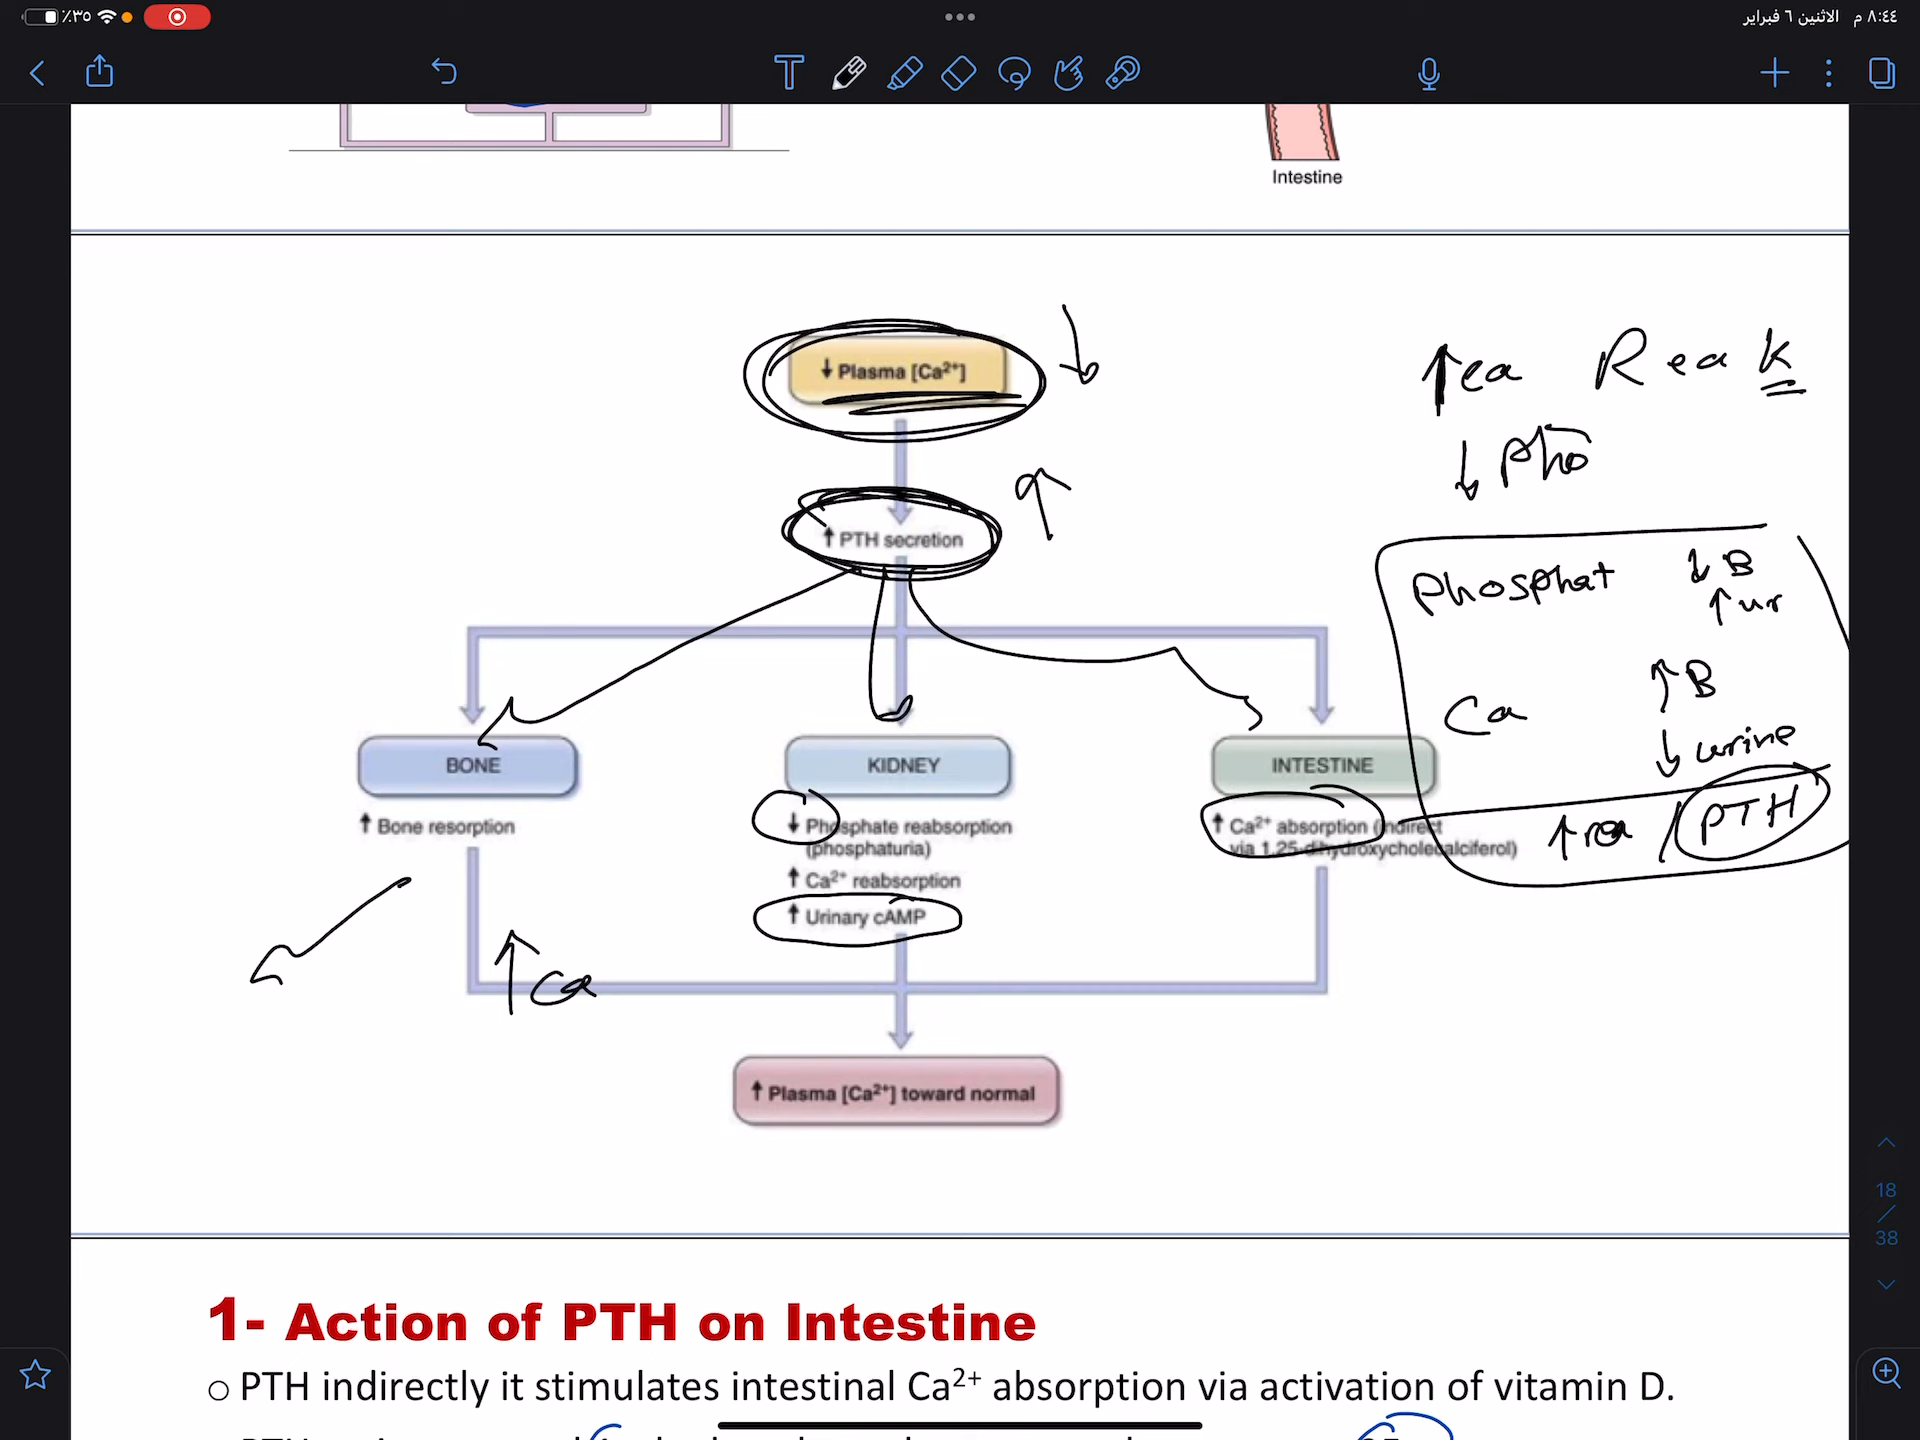 ٪٣٥
٨:٤٤ م الاثنين ٦ فبراير
Intestine
↓ Plasma [Ca²⁺]
↑ca Rea k
↓ pho
↑ PTH secretion
phosphat ↓ B
↑ ur
Ca ↑ B
↓ urine
↑ rea / PTH
BONE
KIDNEY
INTESTINE
↑ Bone resorption
↓ Phosphate reabsorption
(phosphaturia)
↑ Ca²⁺ reabsorption
↑ Urinary cAMP
↑ Ca²⁺ absorption (indirect
via 1,25-dihydroxycholecalciferol)
↑ Ca
↑ Plasma [Ca²⁺] toward normal
18
/
38
1- Action of PTH on Intestine
○ PTH indirectly it stimulates intestinal Ca²⁺ absorption via activation of vitamin D.